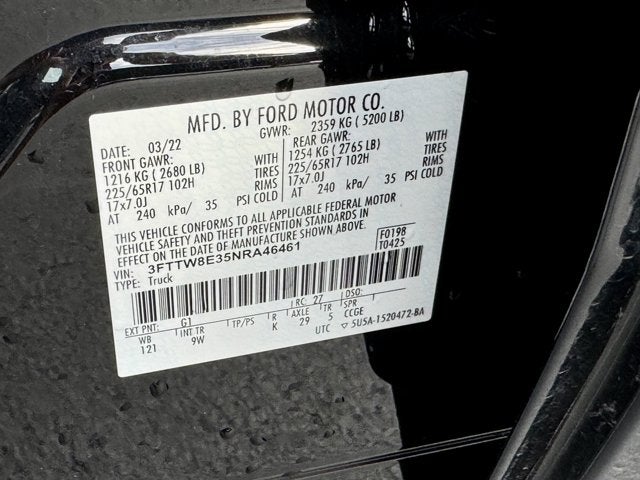 MFD. BY FORD MOTOR CO.
DATE: 03/22 GVWR: 2359 KG ( 5200 LB)
FRONT GAWR: WITH REAR GAWR: WITH
1216 KG ( 2680 LB) TIRES 1254 KG ( 2765 LB) TIRES
225/65R17 102H RIMS 225/65R17 102H RIMS
17x7.0J 17x7.0J
AT 240 kPa/ 35 PSI COLD AT 240 kPa/ 35 PSI COLD
THIS VEHICLE CONFORMS TO ALL APPLICABLE FEDERAL MOTOR
VEHICLE SAFETY AND THEFT PREVENTION STANDARDS IN
EFFECT ON THE DATE OF MANUFACTURE SHOWN ABOVE. F0198
VIN: 3FTTW8E35NRA46461 T0425
TYPE: Truck
EXT PNT: G1 RC: 27 DSO:
WB INT TR TP/PS R AXLE TR SPR
121 9W K 29 5 CCGE
UTC ▽ 5U5A-1520472-BA